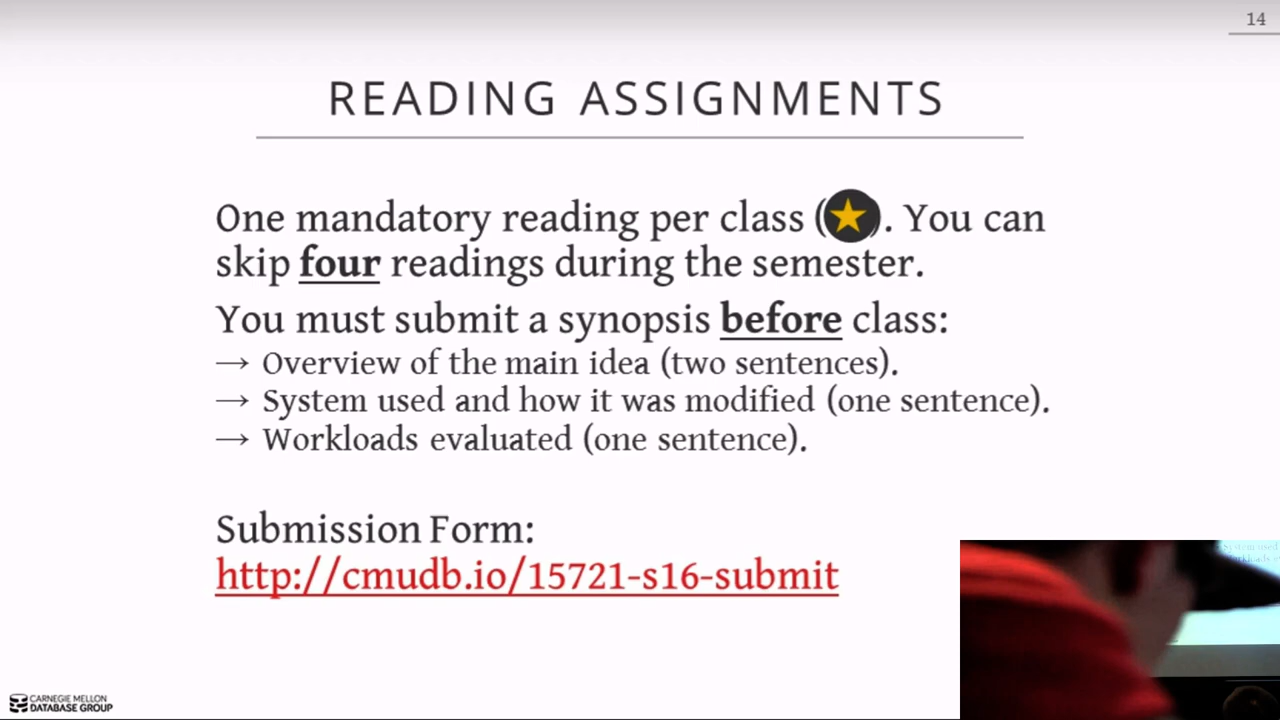 14
READING ASSIGNMENTS
One mandatory reading per class (★). You can
skip four readings during the semester.
You must submit a synopsis before class:
→ Overview of the main idea (two sentences).
→ System used and how it was modified (one sentence).
→ Workloads evaluated (one sentence).
Submission Form:
http://cmudb.io/15721-s16-submit
System used
CARNEGIE MELLON
DATABASE GROUP